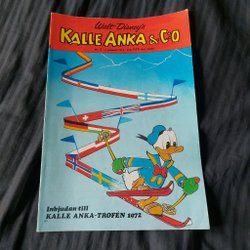 Walt Disney's
KALLE ANKA & C:O
Inbjudan till
KALLE ANKA-TROFÉN 1972